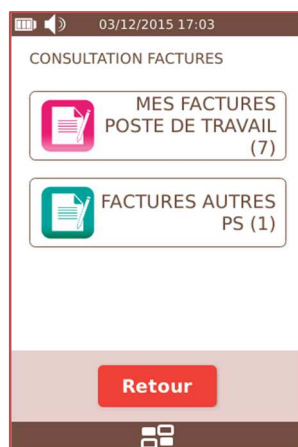 03/12/2015 17:03
CONSULTATION FACTURES
MES FACTURES
POSTE DE TRAVAIL
(7)
FACTURES AUTRES
PS (1)
Retour